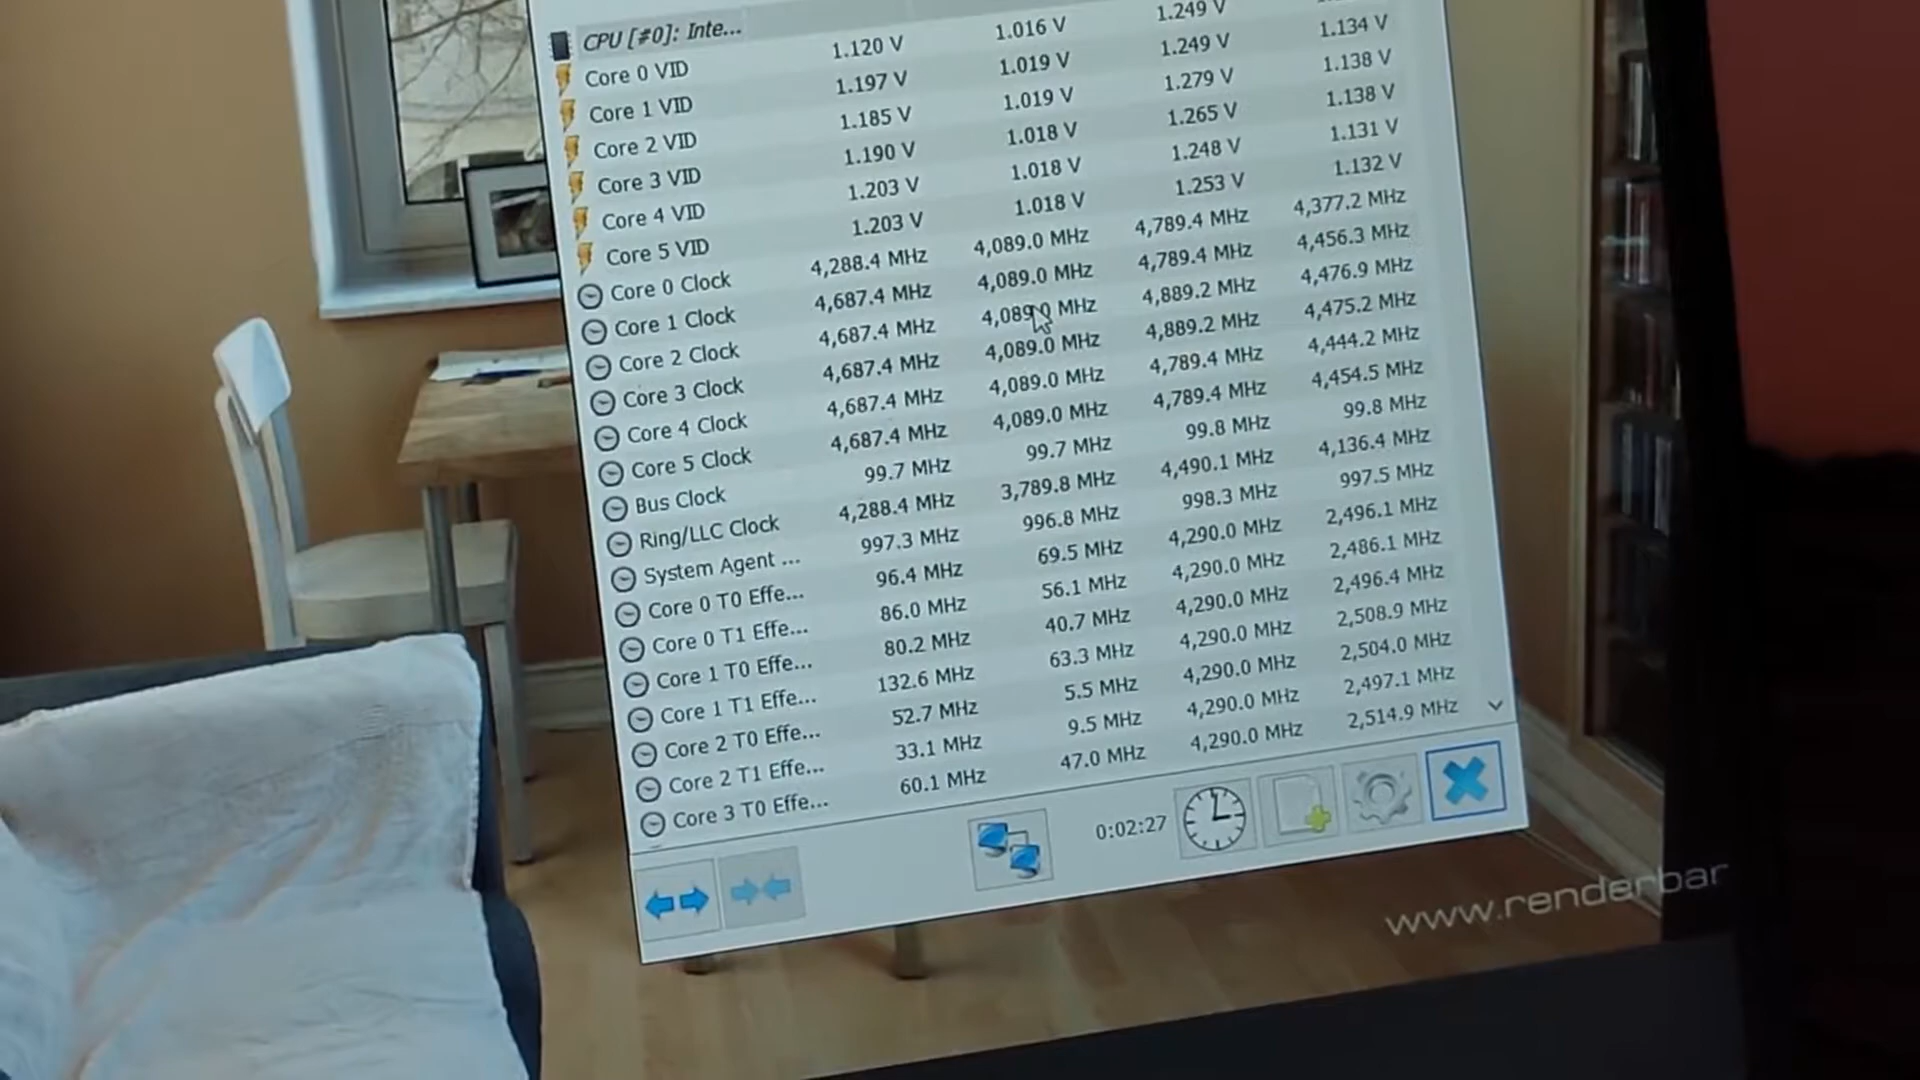 CPU [#0]: Inte...
Core 0 VID 1.120 V 1.016 V 1.249 V
Core 1 VID 1.197 V 1.019 V 1.249 V 1.134 V
Core 2 VID 1.185 V 1.019 V 1.279 V 1.138 V
Core 3 VID 1.190 V 1.018 V 1.265 V 1.138 V
Core 4 VID 1.203 V 1.018 V 1.248 V 1.131 V
Core 5 VID 1.203 V 1.018 V 1.253 V 1.132 V
Core 0 Clock 4,288.4 MHz 4,089.0 MHz 4,789.4 MHz 4,377.2 MHz
Core 1 Clock 4,687.4 MHz 4,089.0 MHz 4,789.4 MHz 4,456.3 MHz
Core 2 Clock 4,687.4 MHz 4,089.0 MHz 4,889.2 MHz 4,476.9 MHz
Core 3 Clock 4,687.4 MHz 4,089.0 MHz 4,889.2 MHz 4,475.2 MHz
Core 4 Clock 4,687.4 MHz 4,089.0 MHz 4,789.4 MHz 4,444.2 MHz
Core 5 Clock 4,687.4 MHz 4,089.0 MHz 4,789.4 MHz 4,454.5 MHz
Bus Clock 99.7 MHz 99.7 MHz 99.8 MHz 99.8 MHz
Ring/LLC Clock 4,288.4 MHz 3,789.8 MHz 4,490.1 MHz 4,136.4 MHz
System Agent ... 997.3 MHz 996.8 MHz 998.3 MHz 997.5 MHz
Core 0 T0 Effe... 96.4 MHz 69.5 MHz 4,290.0 MHz 2,496.1 MHz
Core 0 T1 Effe... 86.0 MHz 56.1 MHz 4,290.0 MHz 2,486.1 MHz
Core 1 T0 Effe... 80.2 MHz 40.7 MHz 4,290.0 MHz 2,496.4 MHz
Core 1 T1 Effe... 132.6 MHz 63.3 MHz 4,290.0 MHz 2,508.9 MHz
Core 2 T0 Effe... 52.7 MHz 5.5 MHz 4,290.0 MHz 2,504.0 MHz
Core 2 T1 Effe... 33.1 MHz 9.5 MHz 4,290.0 MHz 2,497.1 MHz
Core 3 T0 Effe... 60.1 MHz 47.0 MHz 4,290.0 MHz 2,514.9 MHz
0:02:27
www.renderbar